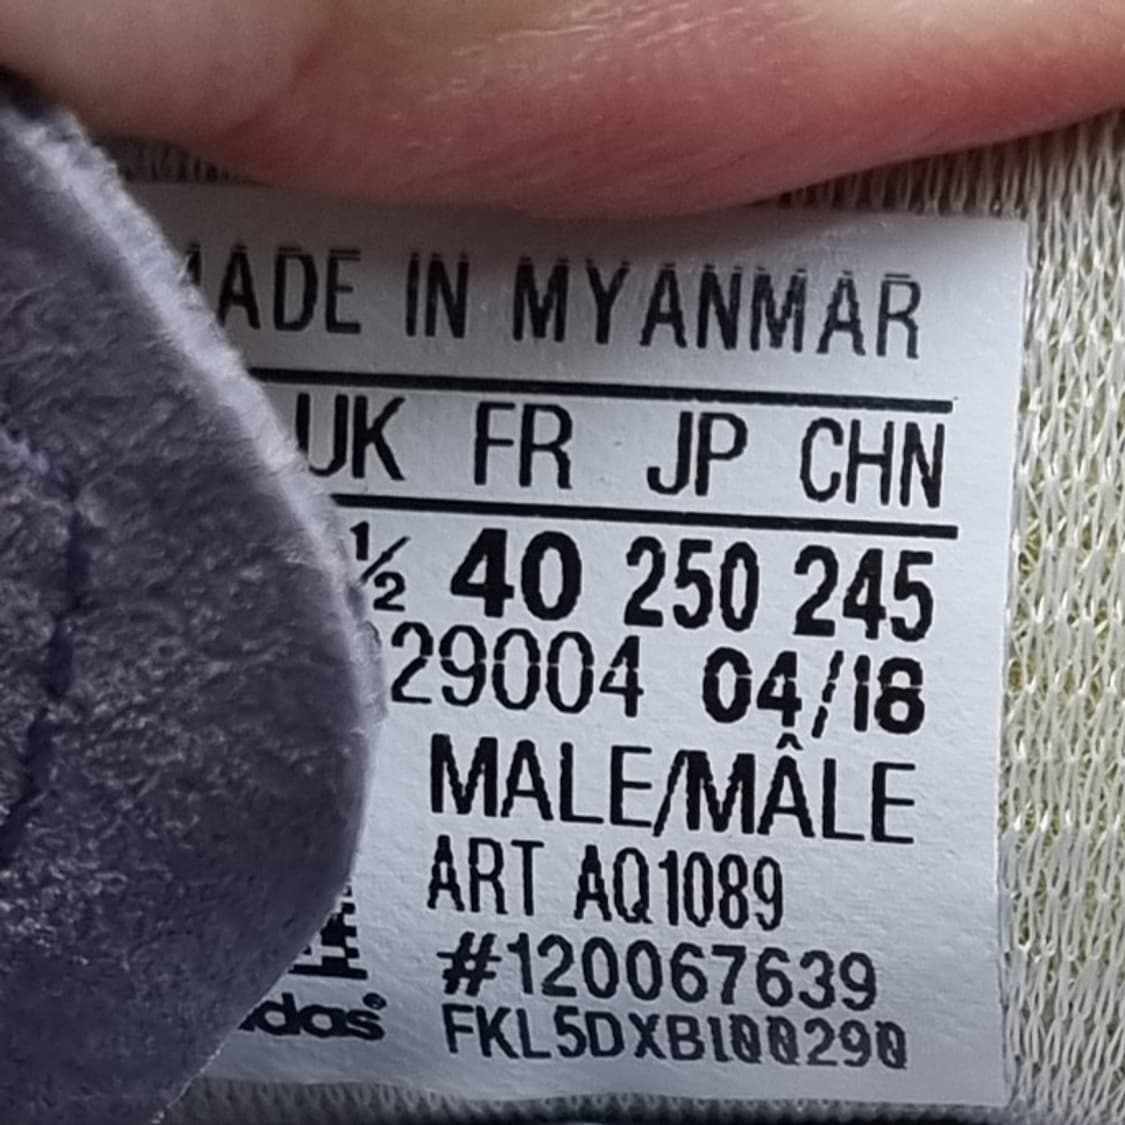 MADE IN MYANMAR
UK FR JP CHN
½ 40 250 245
29004 04/18
MALE/MÂLE
ART AQ1089
#120067639
adidas®
FKL5DXB100290